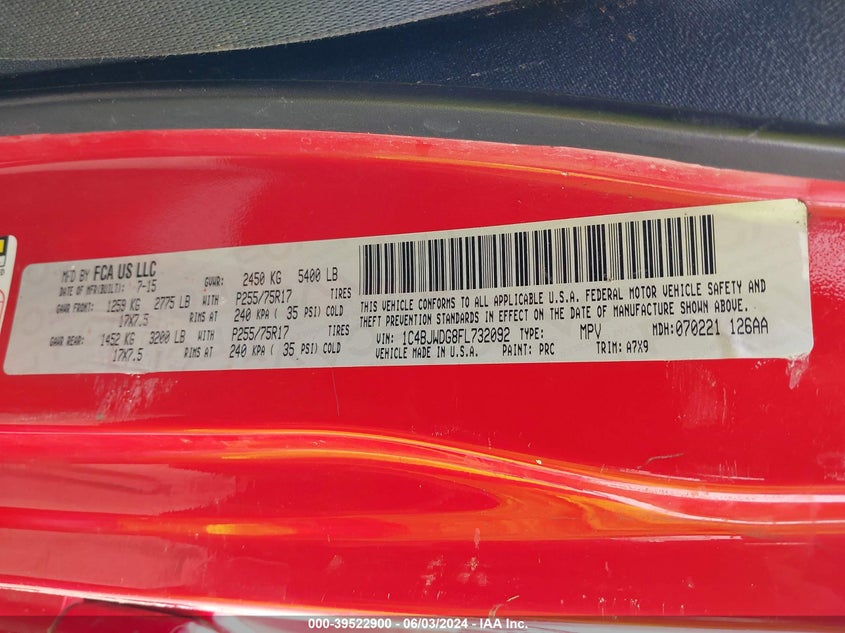 MFD BY FCA US LLC
DATE OF MFR(BUILT): 7-15 GVWR: 2450 KG 5400 LB
GAWR FRONT: 1259 KG 2775 LB WITH P255/75R17 TIRES
17X7.5 RIMS AT 240 KPA ( 35 PSI) COLD
GAWR REAR: 1452 KG 3200 LB WITH P255/75R17 TIRES
17X7.5 RIMS AT 240 KPA ( 35 PSI) COLD
THIS VEHICLE CONFORMS TO ALL APPLICABLE U.S.A. FEDERAL MOTOR VEHICLE SAFETY AND
THEFT PREVENTION STANDARDS IN EFFECT ON THE DATE OF MANUFACTURE SHOWN ABOVE.
VIN: 1C4BJWDG8FL732092 TYPE: MPV MDH:070221 126AA
MADE IN U.S.A. PAINT: PRC TRIM: A7X9
000-39522900 - 06/03/2024 - IAA Inc.